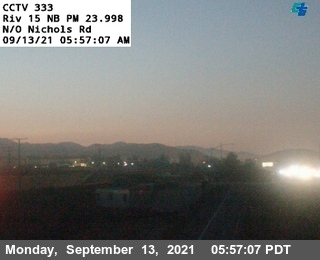 CCTV 333
Riv 15 NB PM 23.998
N/O Nichols Rd
09/13/21 05:57:07 AM
Monday, September 13, 2021 05:57:07 PDT